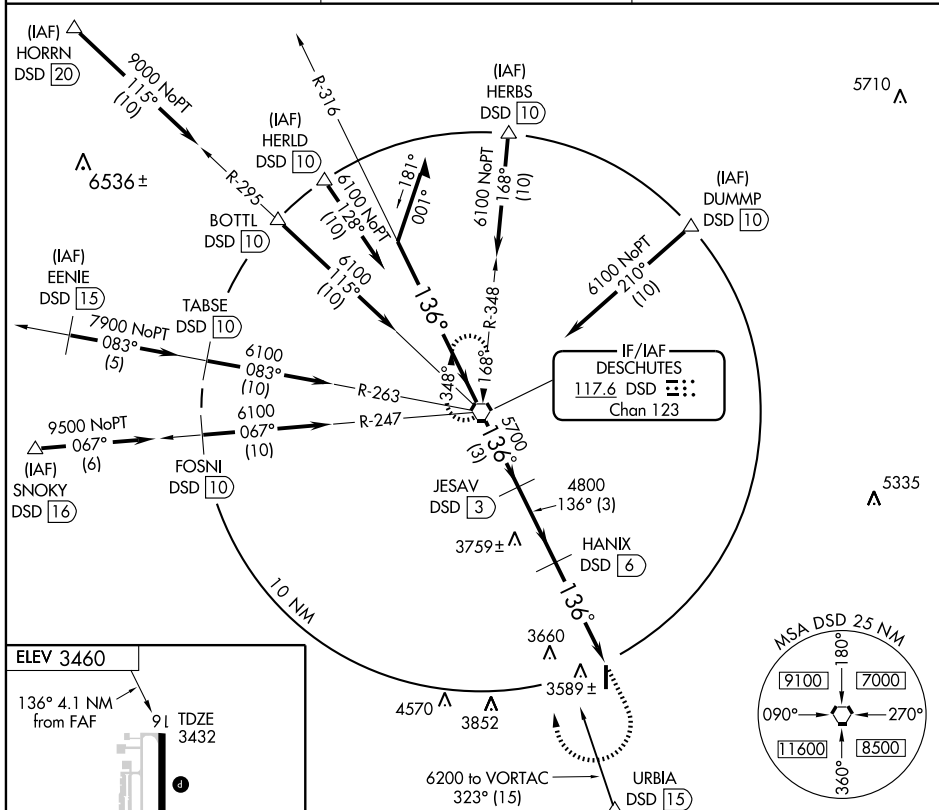 (IAF)
HORRN
DSD 20
9000 NoPT
115°
(10)
R-316
(IAF)
HERBS
DSD 10
5710
(IAF)
HERLD
DSD 10
6536 ±
R-295
6100 NoPT
128°
(10)
181°
001°
6100 NoPT
168°
(10)
(IAF)
DUMMP
DSD 10
BOTTL
DSD 10
6100 NoPT
210°
(10)
6100
115°
(10)
(IAF)
EENIE
DSD 15
TABSE
DSD 10
136°
R-348
7900 NoPT
083°
(5)
6100
083°
(10)
R-263
348°
168°
IF/IAF
DESCHUTES
117.6 DSD
Chan 123
9500 NoPT
067°
(6)
6100
067°
(10)
R-247
5700
136°
(3)
(IAF)
SNOKY
DSD 16
FOSNI
DSD 10
JESAV
DSD 3
4800
136° (3)
5335
3759 ±
HANIX
DSD 6
136°
10 NM
3660
3589 ±
4570
3852
MSA DSD 25 NM
180°
9100
7000
090°
270°
11600
8500
360°
6200 to VORTAC
323° (15)
URBIA
DSD 15
ELEV 3460
136° 4.1 NM
from FAF
16
TDZE
3432
P